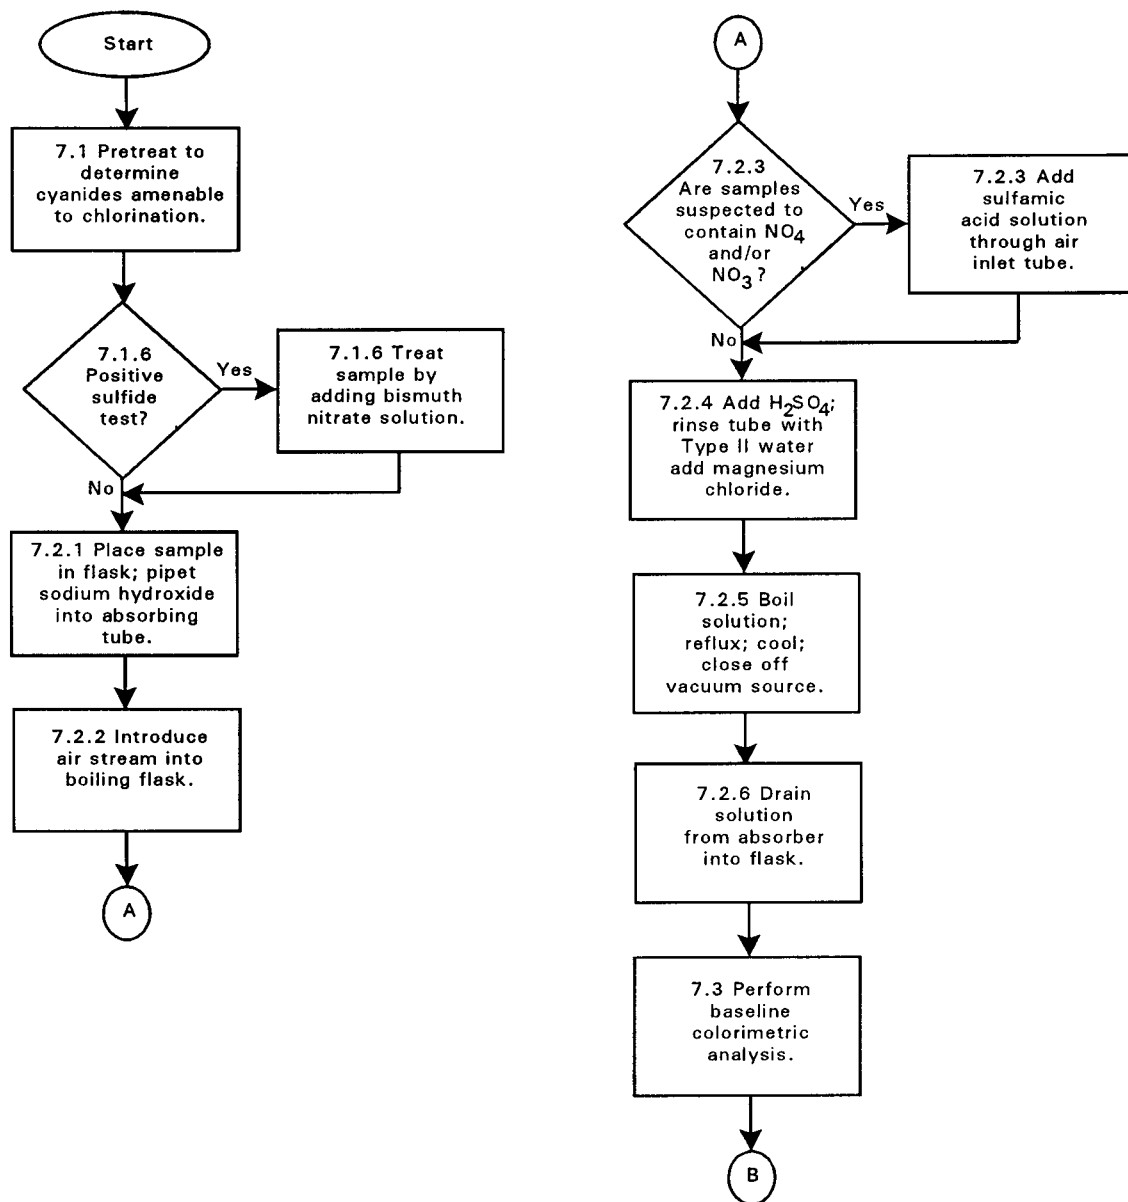 Start
7.1 Pretreat to
determine
cyanides amenable
to chlorination.
7.1.6
Positive
sulfide
test?
Yes
7.1.6 Treat
sample by
adding bismuth
nitrate solution.
No
7.2.1 Place sample
in flask; pipet
sodium hydroxide
into absorbing
tube.
7.2.2 Introduce
air stream into
boiling flask.
A
A
7.2.3
Are samples
suspected to
contain NO4
and/or
NO3?
Yes
7.2.3 Add
sulfamic
acid solution
through air
inlet tube.
No
7.2.4 Add H2SO4;
rinse tube with
Type II water
add magnesium
chloride.
7.2.5 Boil
solution;
reflux; cool;
close off
vacuum source.
7.2.6 Drain
solution
from absorber
into flask.
7.3 Perform
baseline
colorimetric
analysis.
B